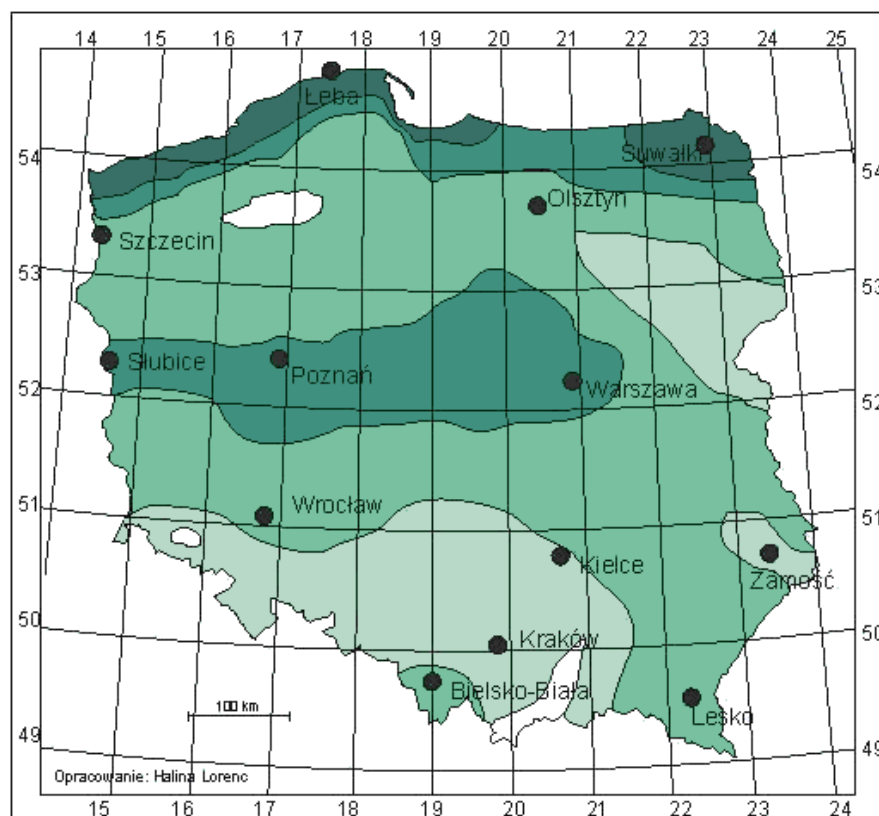 14 15 16 17 18 19 20 21 22 23 24 25
Łeba
Suwałki
54 54
Olsztyn
Szczecin
53 53
Słubice
Poznań
Warszawa
52 52
Wrocław
51 51
Kielce
Zamość
50 50
Kraków
Bielsko-Biała
100 km
Lesko
49 49
Opracowanie: Halina Lorenc
15 16 17 18 19 20 21 22 23 24